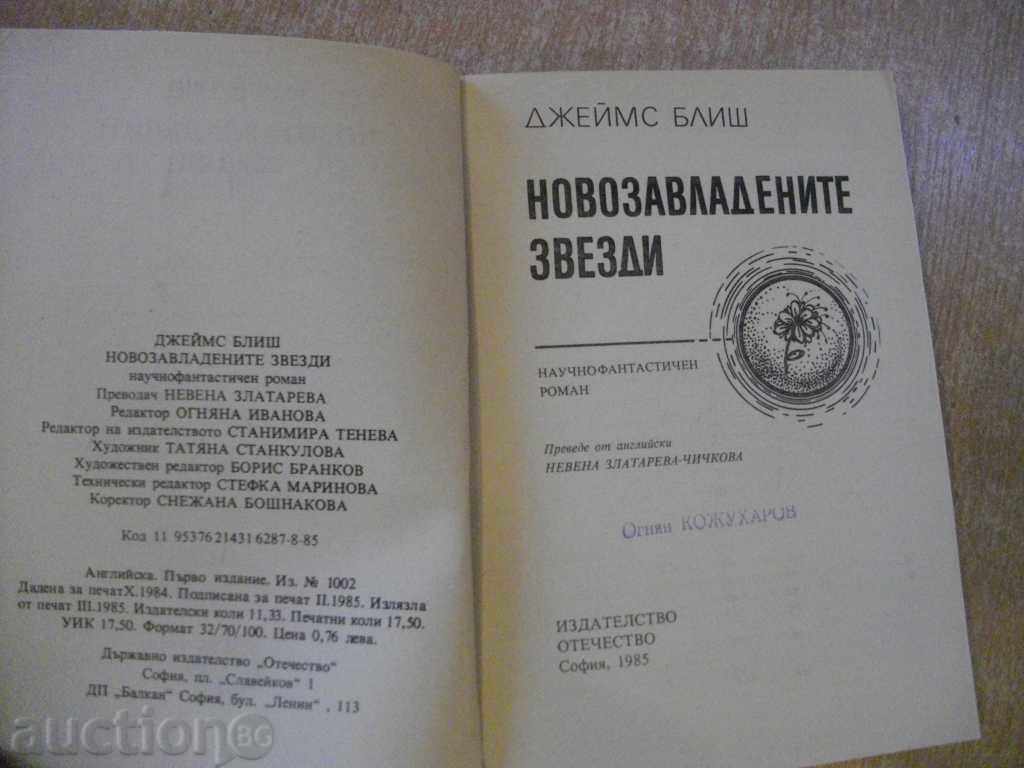 ДЖЕЙМС БЛИШ
НОВОЗАВЛАДЕНИТЕ ЗВЕЗДИ
научнофантастичен роман
Преводач НЕВЕНА ЗЛАТАРЕВА
Редактор ОГНЯНА ИВАНОВА
Редактор на издателството СТАНИМИРА ТЕНЕВА
Художник ТАТЯНА СТАНКУЛОВА
Художествен редактор БОРИС БРАНКОВ
Технически редактор СТЕФКА МАРИНОВА
Коректор СНЕЖАНА БОШНАКОВА
Код 11 95376214316287-8-85
Английска. Първо издание. Из. № 1002
Дадена за печат X.1984. Подписана за печат II.1985. Излязла
от печат III.1985. Издателски коли 11,33. Печатни коли 17,50.
УИК 17,50. Формат 32/70/100. Цена 0,76 лева.
Държавно издателство „Отечество“
София, пл. „Славейков“ 1
ДП „Балкан“ София, бул. „Ленин“, 113
auction BG
ДЖЕЙМС БЛИШ
НОВОЗАВЛАДЕНИТЕ
ЗВЕЗДИ
НАУЧНОФАНТАСТИЧЕН
РОМАН
Преведе от английски
НЕВЕНА ЗЛАТАРЕВА-ЧИЧКОВА
Огнян КОЖУХАРОВ
ИЗДАТЕЛСТВО
ОТЕЧЕСТВО
София, 1985